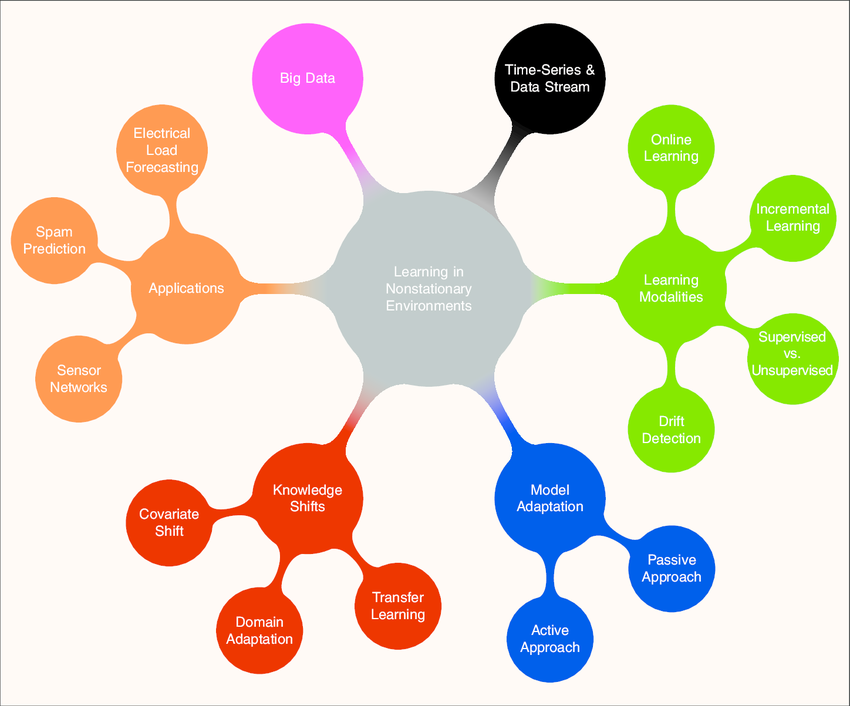 Big Data
Time-Series &
Data Stream
Electrical
Load
Forecasting
Online
Learning
Spam
Prediction
Incremental
Learning
Applications
Learning in
Nonstationary
Environments
Learning
Modalities
Sensor
Networks
Supervised
vs.
Unsupervised
Drift
Detection
Knowledge
Shifts
Model
Adaptation
Covariate
Shift
Passive
Approach
Transfer
Learning
Domain
Adaptation
Active
Approach